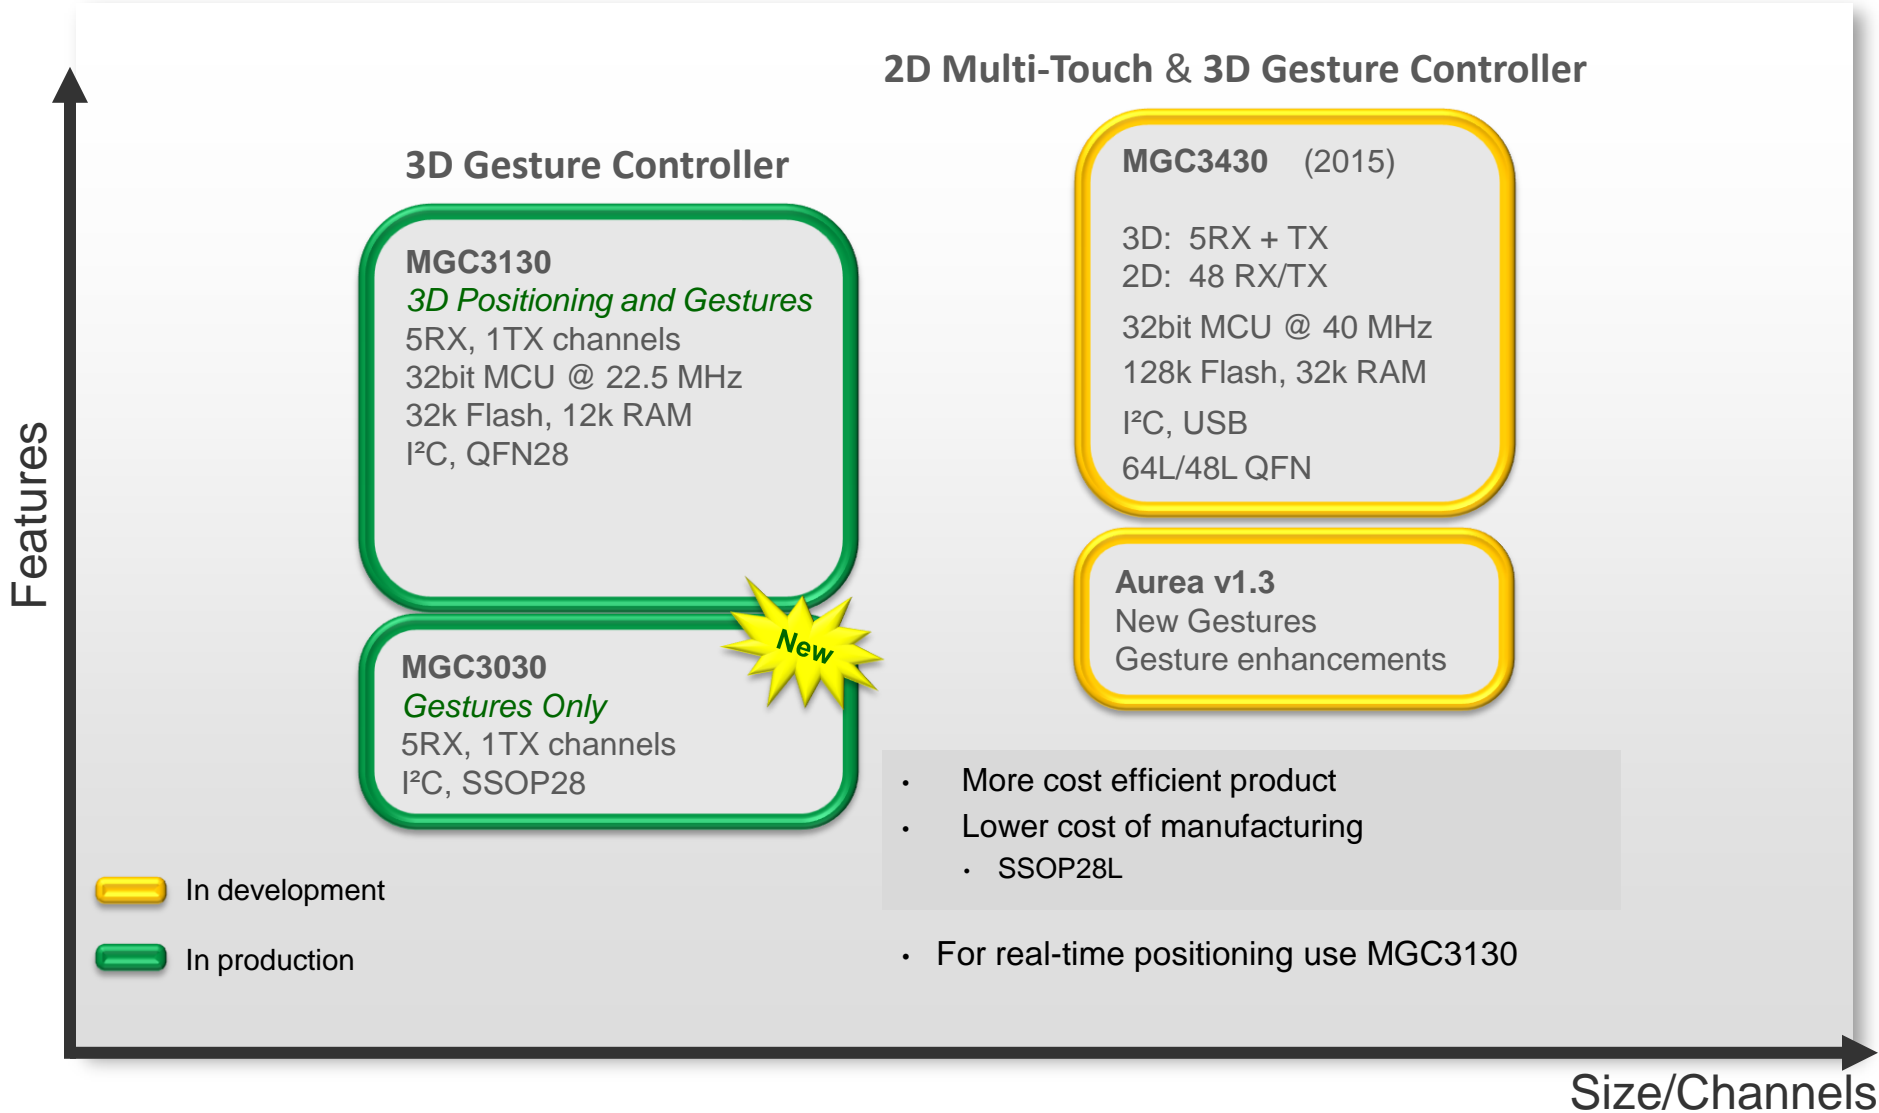 2D Multi-Touch & 3D Gesture Controller
3D Gesture Controller
MGC3130
3D Positioning and Gestures
5RX, 1TX channels
32bit MCU @ 22.5 MHz
32k Flash, 12k RAM
I²C, QFN28
New
MGC3030
Gestures Only
5RX, 1TX channels
I²C, SSOP28
MGC3430 (2015)
3D: 5RX + TX
2D: 48 RX/TX
32bit MCU @ 40 MHz
128k Flash, 32k RAM
I²C, USB
64L/48L QFN
Aurea v1.3
New Gestures
Gesture enhancements
• More cost efficient product
• Lower cost of manufacturing
• SSOP28L
• For real-time positioning use MGC3130
In development
In production
Features
Size/Channels